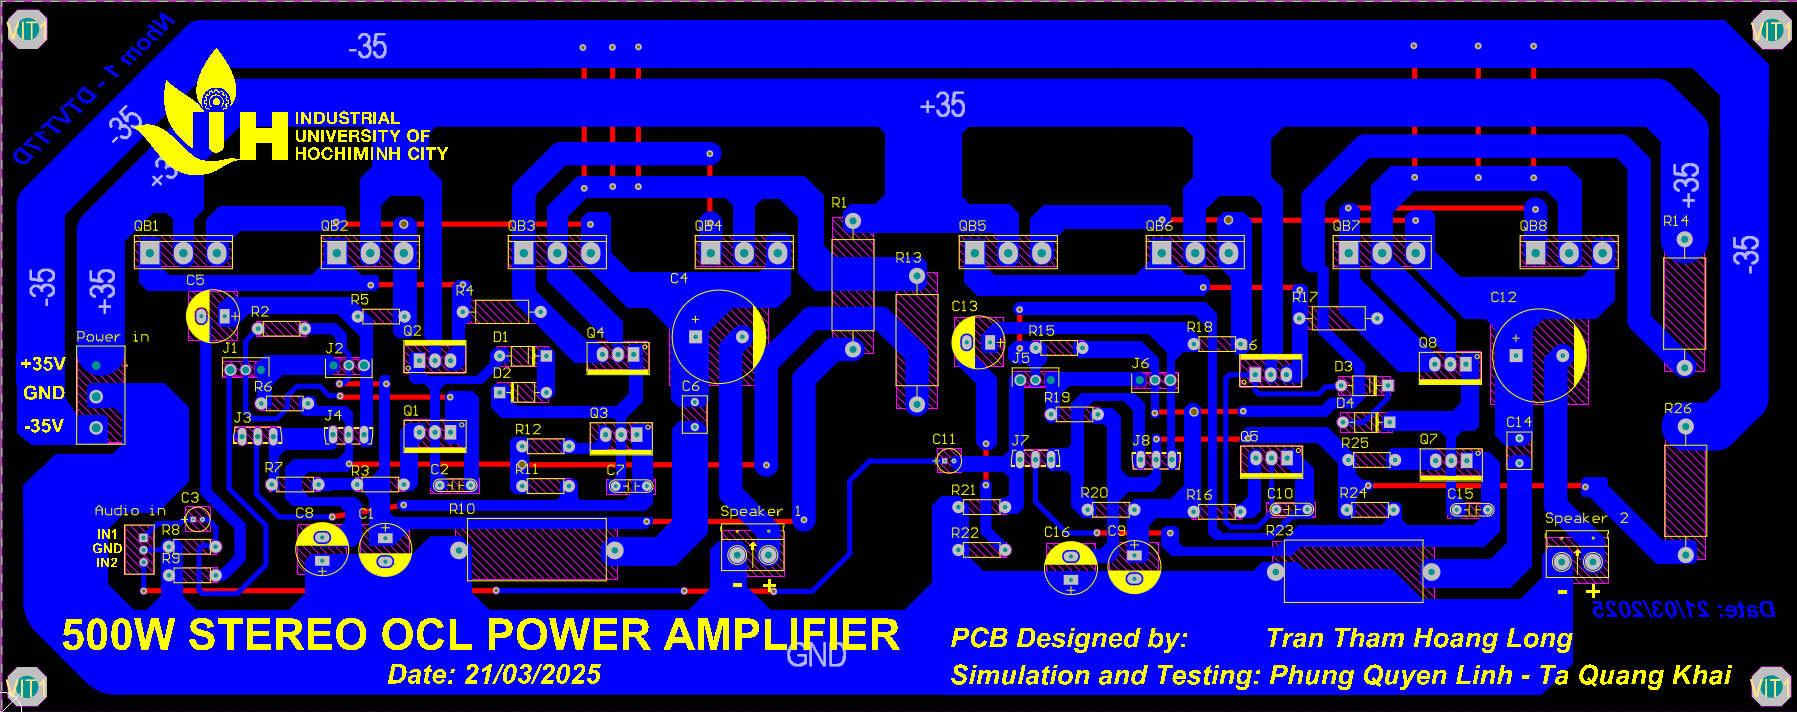 VIT1
VIT1
Nhom 1 - DTVT17D
-35
+35
-35
INDUSTRIAL
UNIVERSITY OF
HOCHIMINH CITY
+35
+35
-35
-35
+35
QB1
QB2
QB3
QB4
R1
QB5
QB6
QB7
QB8
R14
C5
C4
R13
C13
C12
R2
R5
R4
R17
Power in
J1
J2
Q2
D1
Q4
R15
R18
Q8
+35V
GND
-35V
R6
D2
C6
J5
J6
D3
J3
J4
Q1
Q3
R19
D4
R12
C11
J7
J8
Q5
R25
Q7
C14
R26
R7
R3
C2
R11
C7
R21
R20
R16
C10
R24
C15
Audio in
IN1
GND
IN2
C3
R8
R9
C8
C1
R10
Speaker 1
- +
R22
C16
C9
R23
Speaker 2
- +
Date: 21/03/2025
500W STEREO OCL POWER AMPLIFIER
GND
Date: 21/03/2025
PCB Designed by: Tran Tham Hoang Long
Simulation and Testing: Phung Quyen Linh - Ta Quang Khai
VIT1
VIT1